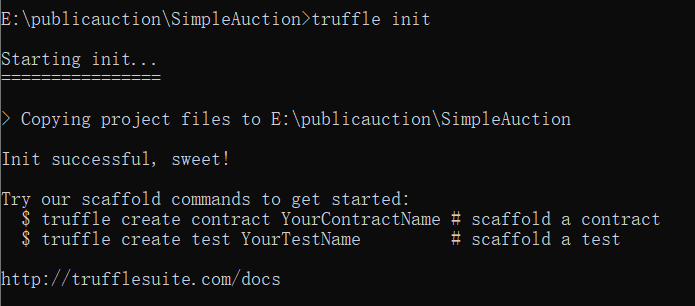 E:\publicauction\SimpleAuction>truffle init
Starting init...
================
> Copying project files to E:\publicauction\SimpleAuction
Init successful, sweet!
Try our scaffold commands to get started:
  $ truffle create contract YourContractName # scaffold a contract
  $ truffle create test YourTestName         # scaffold a test
http://trufflesuite.com/docs